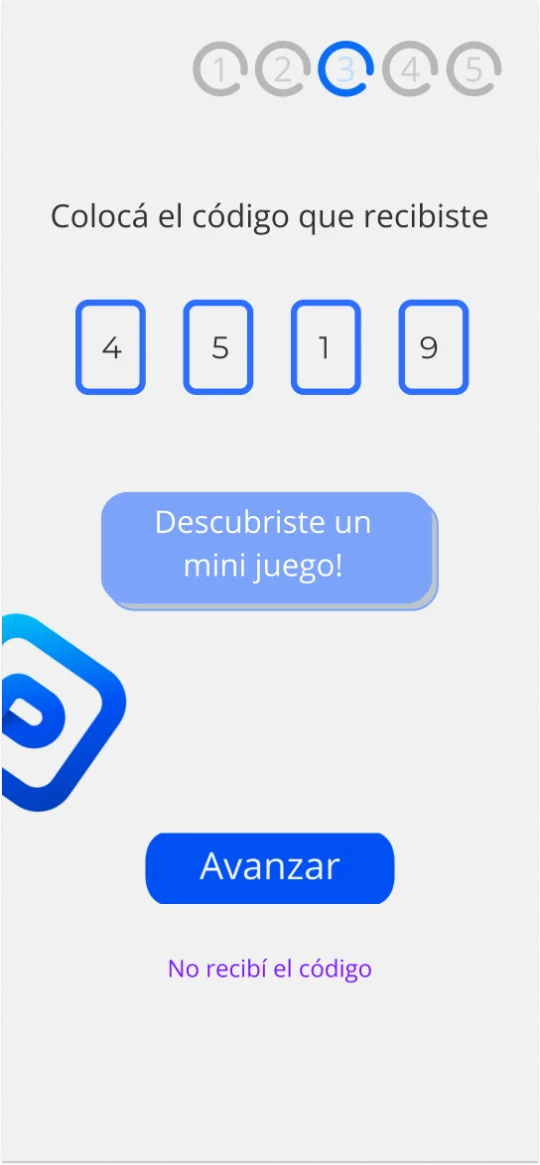 1 2 3 4 5
Colocá el código que recibiste
4 5 1 9
Descubriste un
mini juego!
Avanzar
No recibí el código